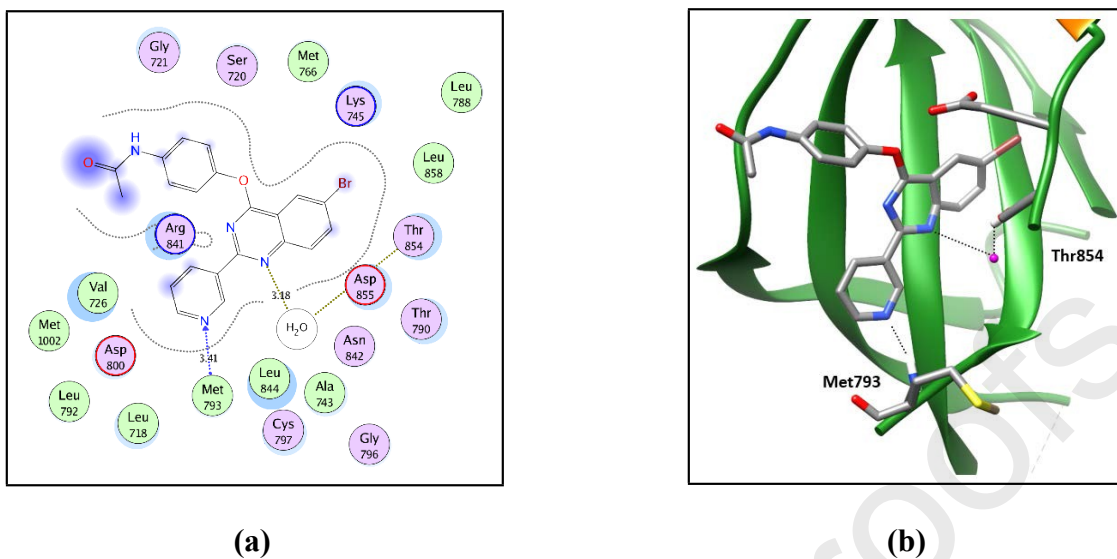 Gly
721
Ser
720
Met
766
Lys
745
Leu
788
Leu
858
H
N
O
O
Br
Arg
841
N
N
Thr
854
Asp
855
3.18
Val
726
N
H₂O
Thr
790
Met
1002
Asp
800
3.41
Asn
842
Leu
844
Ala
743
Leu
792
Met
793
Leu
718
Cys
797
Gly
796
(a)
Thr854
Met793
(b)
oofs